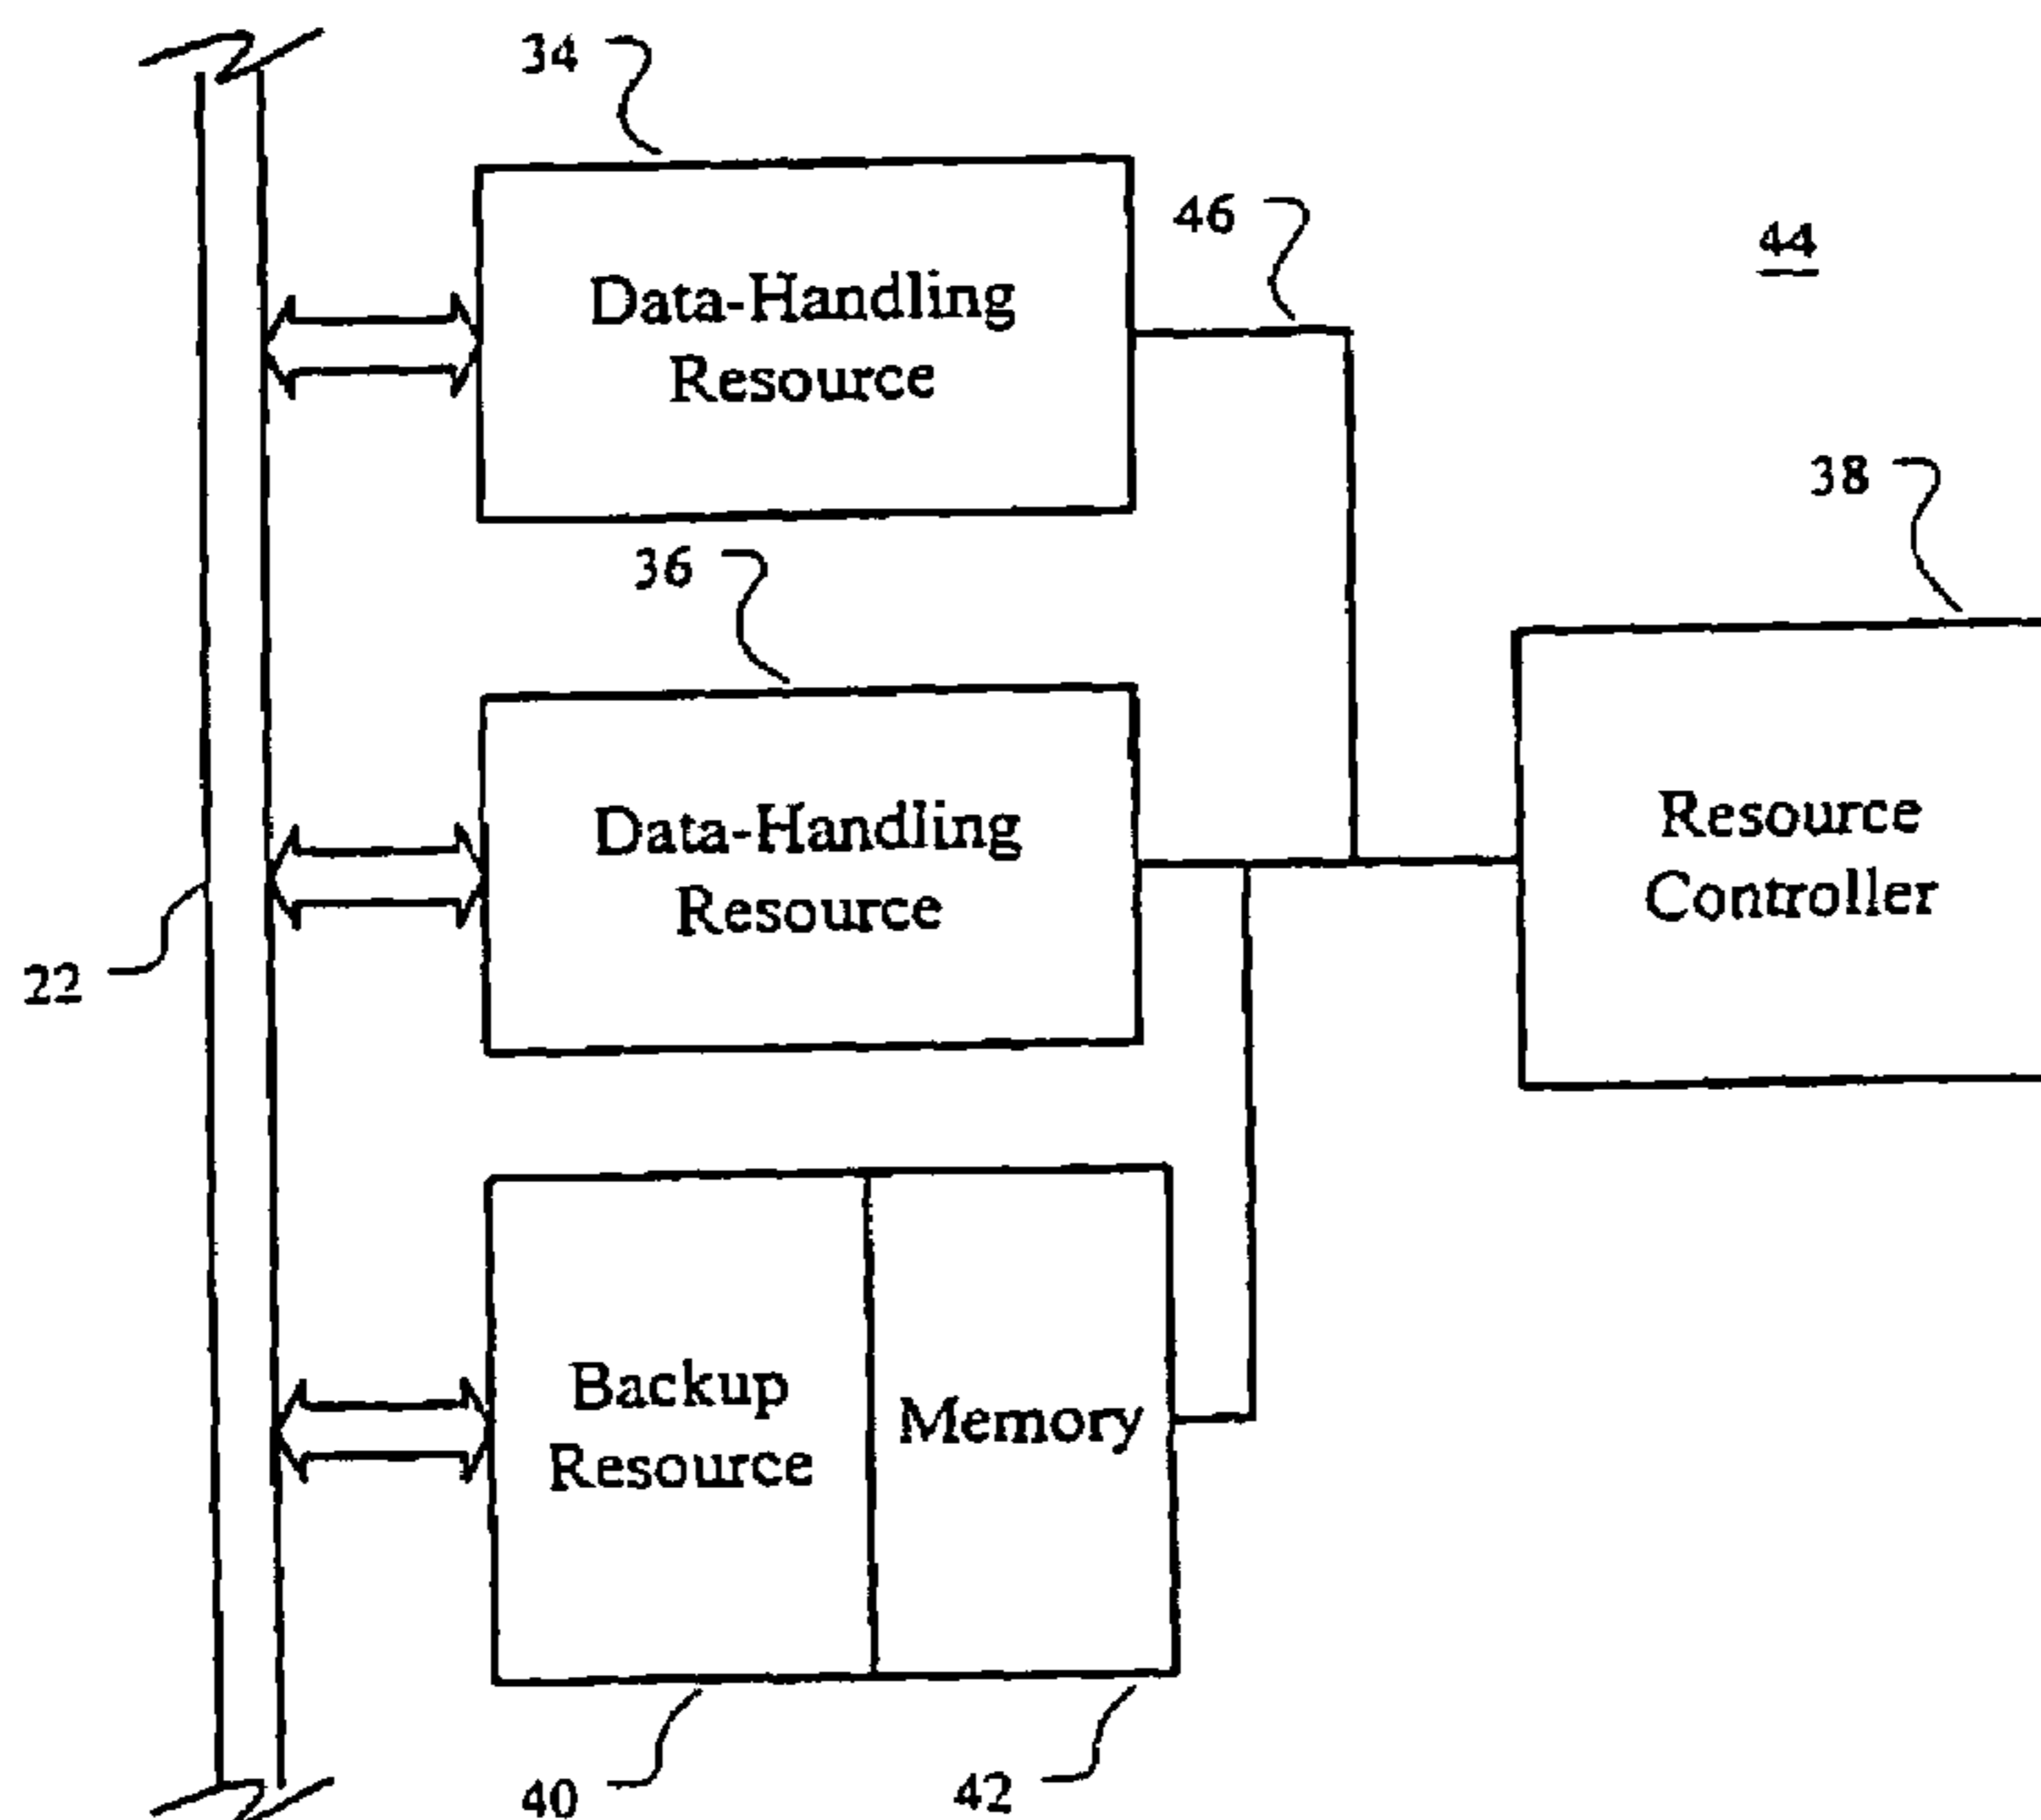 34
46
44
Data-Handling
Resource
38
36
Data-Handling
Resource
Resource
Controller
22
Backup
Resource
Memory
40
42